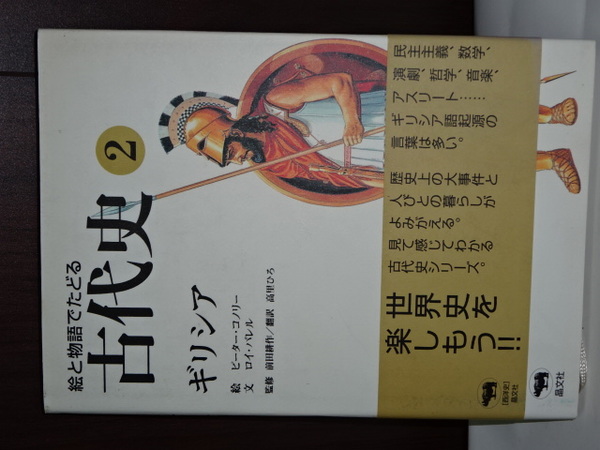 絵と物語でたどる
古代史
2
ギリシア
絵 ピーター・コノリー
文 ロイ・バレル
監修 前田耕作/翻訳 高里ひろ
民主主義、数学、
演劇、哲学、音楽、
アスリート……
ギリシア語起源の
言葉は多い。
歴史上の大事件と
人びとの暮らしが
よみがえる。
見て感じてわかる
古代史シリーズ。
世界史を
楽しもう!!
[西洋史]
晶文社
晶文社